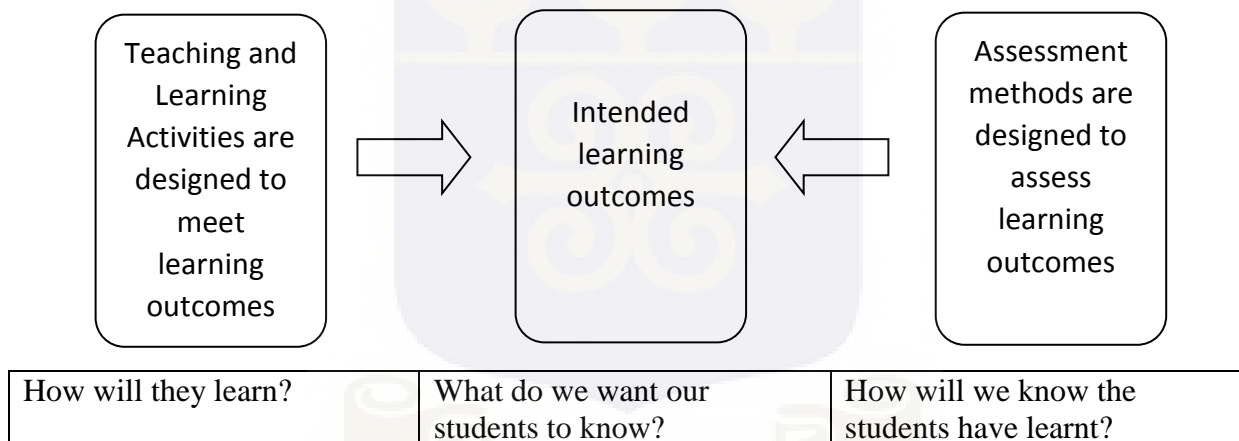 Teaching and
Learning
Activities are
designed to
meet
learning
outcomes
Intended
learning
outcomes
Assessment
methods are
designed to
assess
learning
outcomes
How will they learn?
What do we want our
students to know?
How will we know the
students have learnt?